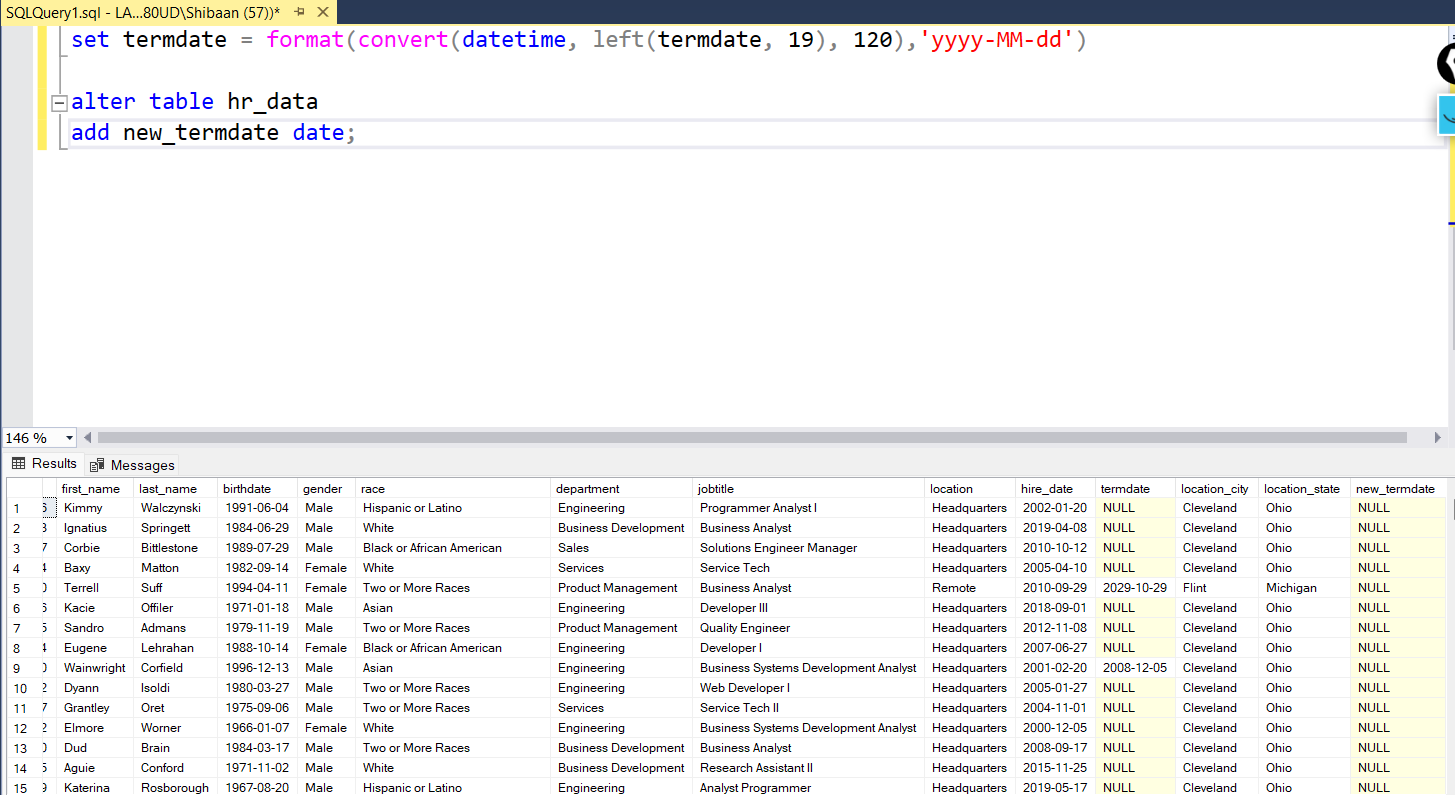 SQLQuery1.sql - LA...80UD\Shibaan (57))*
set termdate = format(convert(datetime, left(termdate, 19), 120),'yyyy-MM-dd')
alter table hr_data
add new_termdate date;
146 %
Results Messages
first_name last_name birthdate gender race department jobtitle location hire_date termdate location_city location_state new_termdate
1 6 Kimmy Walczynski 1991-06-04 Male Hispanic or Latino Engineering Programmer Analyst I Headquarters 2002-01-20 NULL Cleveland Ohio NULL
2 3 Ignatius Springett 1984-06-29 Male White Business Development Business Analyst Headquarters 2019-04-08 NULL Cleveland Ohio NULL
3 7 Corbie Bittlestone 1989-07-29 Male Black or African American Sales Solutions Engineer Manager Headquarters 2010-10-12 NULL Cleveland Ohio NULL
4 4 Baxy Matton 1982-09-14 Female White Services Service Tech Headquarters 2005-04-10 NULL Cleveland Ohio NULL
5 0 Terrell Suff 1994-04-11 Female Two or More Races Product Management Business Analyst Remote 2010-09-29 2029-10-29 Flint Michigan NULL
6 6 Kacie Offiler 1971-01-18 Male Asian Engineering Developer III Headquarters 2018-09-01 NULL Cleveland Ohio NULL
7 5 Sandro Admans 1979-11-19 Male Two or More Races Product Management Quality Engineer Headquarters 2012-11-08 NULL Cleveland Ohio NULL
8 4 Eugene Lehrahan 1988-10-14 Female Black or African American Engineering Developer I Headquarters 2007-06-27 NULL Cleveland Ohio NULL
9 0 Wainwright Corfield 1996-12-13 Male Asian Engineering Business Systems Development Analyst Headquarters 2001-02-20 2008-12-05 Cleveland Ohio NULL
10 2 Dyann Isoldi 1980-03-27 Male Two or More Races Engineering Web Developer I Headquarters 2005-01-27 NULL Cleveland Ohio NULL
11 7 Grantley Oret 1975-09-06 Male Two or More Races Services Service Tech II Headquarters 2004-11-01 NULL Cleveland Ohio NULL
12 2 Elmore Worner 1966-01-07 Female White Engineering Business Systems Development Analyst Headquarters 2000-12-05 NULL Cleveland Ohio NULL
13 0 Dud Brain 1984-03-17 Male Two or More Races Business Development Business Analyst Headquarters 2008-09-17 NULL Cleveland Ohio NULL
14 5 Aguie Conford 1971-11-02 Male White Business Development Research Assistant II Headquarters 2015-11-25 NULL Cleveland Ohio NULL
15 9 Katerina Rosborough 1967-08-20 Male Hispanic or Latino Engineering Analyst Programmer Headquarters 2019-05-17 NULL Cleveland Ohio NULL